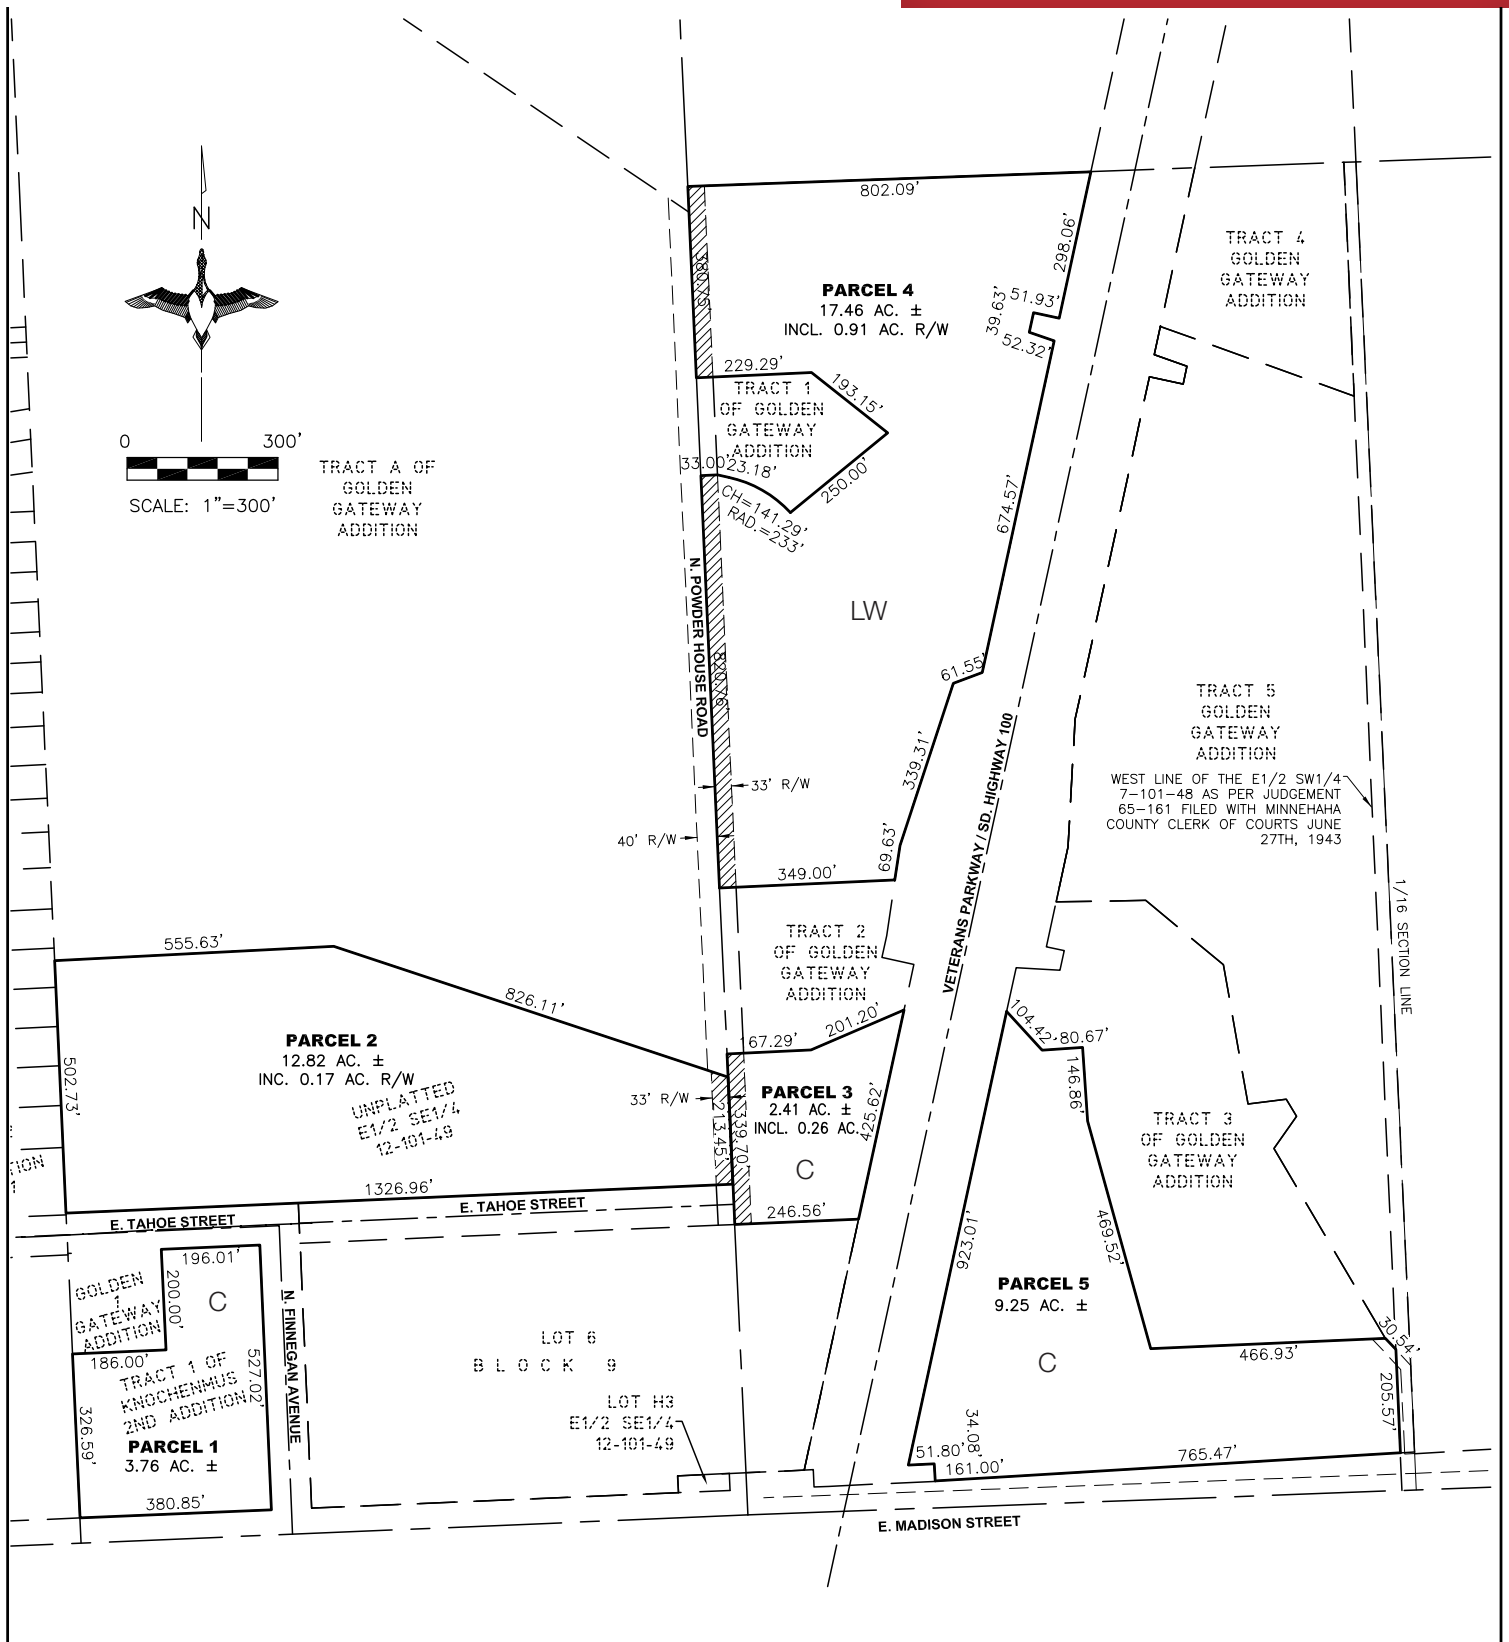 802.09'
298.06'
51.93'
39.63'
52.32'
PARCEL 4
17.46 AC. ±
INCL. 0.91 AC. R/W
380.75'
TRACT 4
GOLDEN
GATEWAY
ADDITION
N
0 300'
SCALE: 1"=300'
TRACT A OF
GOLDEN
GATEWAY
ADDITION
229.29'
193.15'
TRACT 1
OF GOLDEN
GATEWAY
ADDITION
33.00'
23.18'
250.00'
CH=141.29'
RAD.=233'
674.57'
N. POWDER HOUSE ROAD
820.76'
LW
61.55'
339.31'
69.63'
33' R/W
40' R/W
349.00'
VETERANS PARKWAY / SD. HIGHWAY 100
TRACT 5
GOLDEN
GATEWAY
ADDITION
WEST LINE OF THE E1/2 SW1/4
7-101-48 AS PER JUDGEMENT
65-161 FILED WITH MINNEHAHA
COUNTY CLERK OF COURTS JUNE
27TH, 1943
1/16 SECTION LINE
TRACT 2
OF GOLDEN
GATEWAY
ADDITION
555.63'
826.11'
502.73'
PARCEL 2
12.82 AC. ±
INC. 0.17 AC. R/W
UNPLATTED
E1/2 SE1/4
12-101-49
33' R/W
213.45'
1326.96'
67.29'
201.20'
PARCEL 3
2.41 AC. ±
INCL. 0.26 AC.
C
339.70'
425.62'
246.56'
104.42'
80.67'
146.86'
TRACT 3
OF GOLDEN
GATEWAY
ADDITION
469.52'
923.01'
PARCEL 5
9.25 AC. ±
C
466.93'
30.54'
205.57'
34.08'
51.80'
161.00'
765.47'
TION
1
E. TAHOE STREET
E. TAHOE STREET
196.01'
200.00'
C
GOLDEN
1
GATEWAY
ADDITION
186.00'
TRACT 1 OF
KNOCHENMUS
2ND ADDITION
527.02'
326.59'
PARCEL 1
3.76 AC. ±
380.85'
N. FINNEGAN AVENUE
LOT 6
BLOCK 9
LOT H3
E1/2 SE1/4
12-101-49
E. MADISON STREET